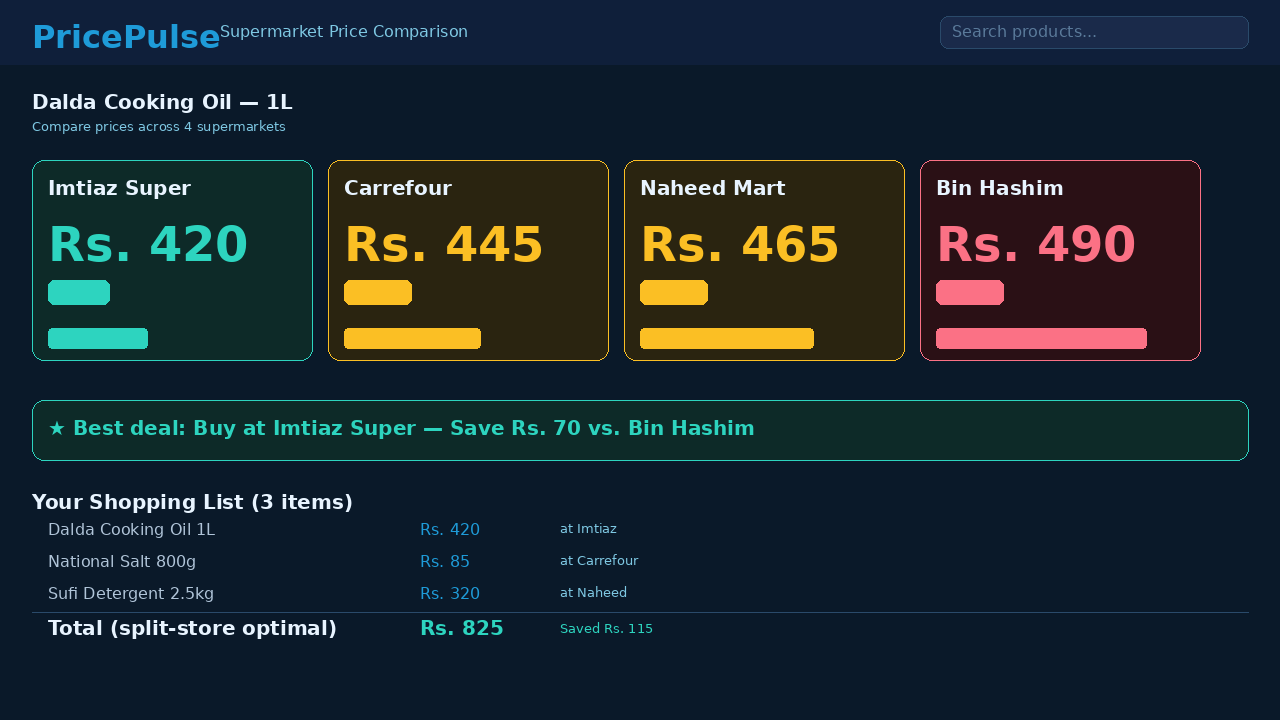 PricePulse Supermarket Price Comparison Search products...
Dalda Cooking Oil — 1L
Compare prices across 4 supermarkets
Imtiaz Super
Rs. 420
Carrefour
Rs. 445
Naheed Mart
Rs. 465
Bin Hashim
Rs. 490
★ Best deal: Buy at Imtiaz Super — Save Rs. 70 vs. Bin Hashim
Your Shopping List (3 items)
Dalda Cooking Oil 1L Rs. 420 at Imtiaz
National Salt 800g Rs. 85 at Carrefour
Sufi Detergent 2.5kg Rs. 320 at Naheed
Total (split-store optimal) Rs. 825 Saved Rs. 115